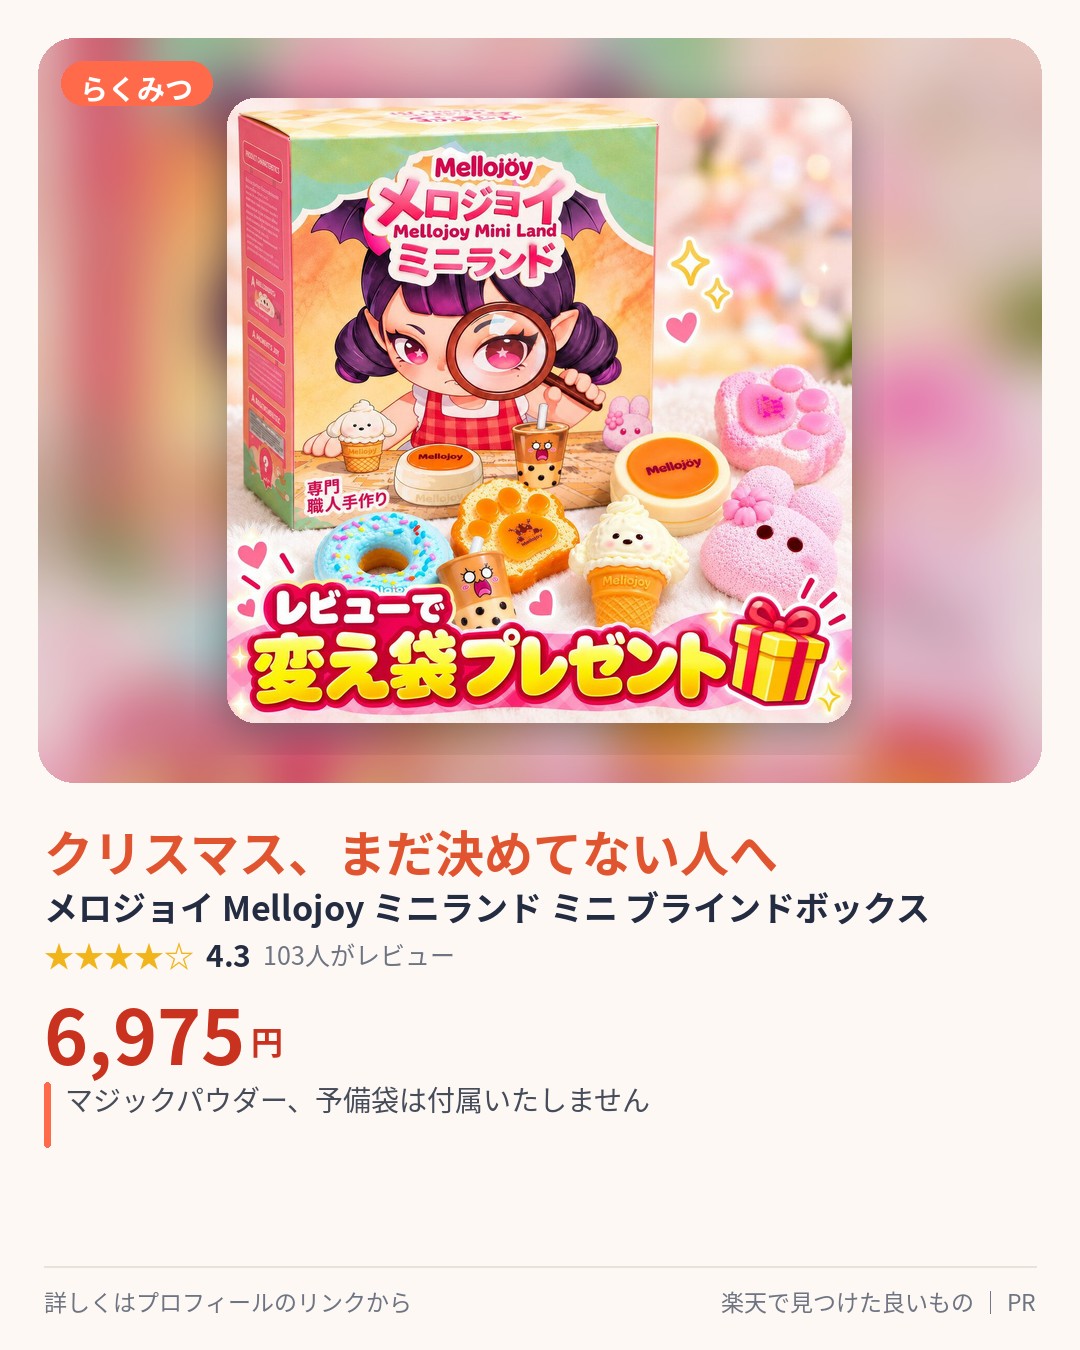 らくみつ
Mellojöy
メロジョイ
Mellojoy Mini Land
ミニランド
Mellojoy
Mellojoy
Mellojoy
Mellojöy
専門
職人手作り
Mellojoy
レビューで
変え袋プレゼント
クリスマス、まだ決めてない人へ
メロジョイ Mellojoy ミニランド ミニ ブラインドボックス
★★★★☆ 4.3 103人がレビュー
6,975円
マジックパウダー、予備袋は付属いたしません
詳しくはプロフィールのリンクから
楽天で見つけた良いもの | PR